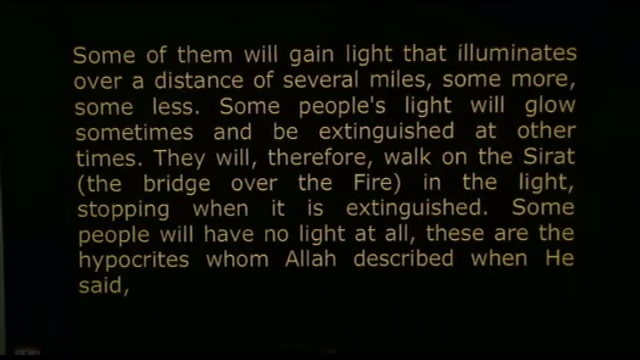 Some of them will gain light that illuminates
over a distance of several miles, some more,
some less. Some people's light will glow
sometimes and be extinguished at other
times. They will, therefore, walk on the Sirat
(the bridge over the Fire) in the light,
stopping when it is extinguished. Some
people will have no light at all, these are the
hypocrites whom Allah described when He
said,